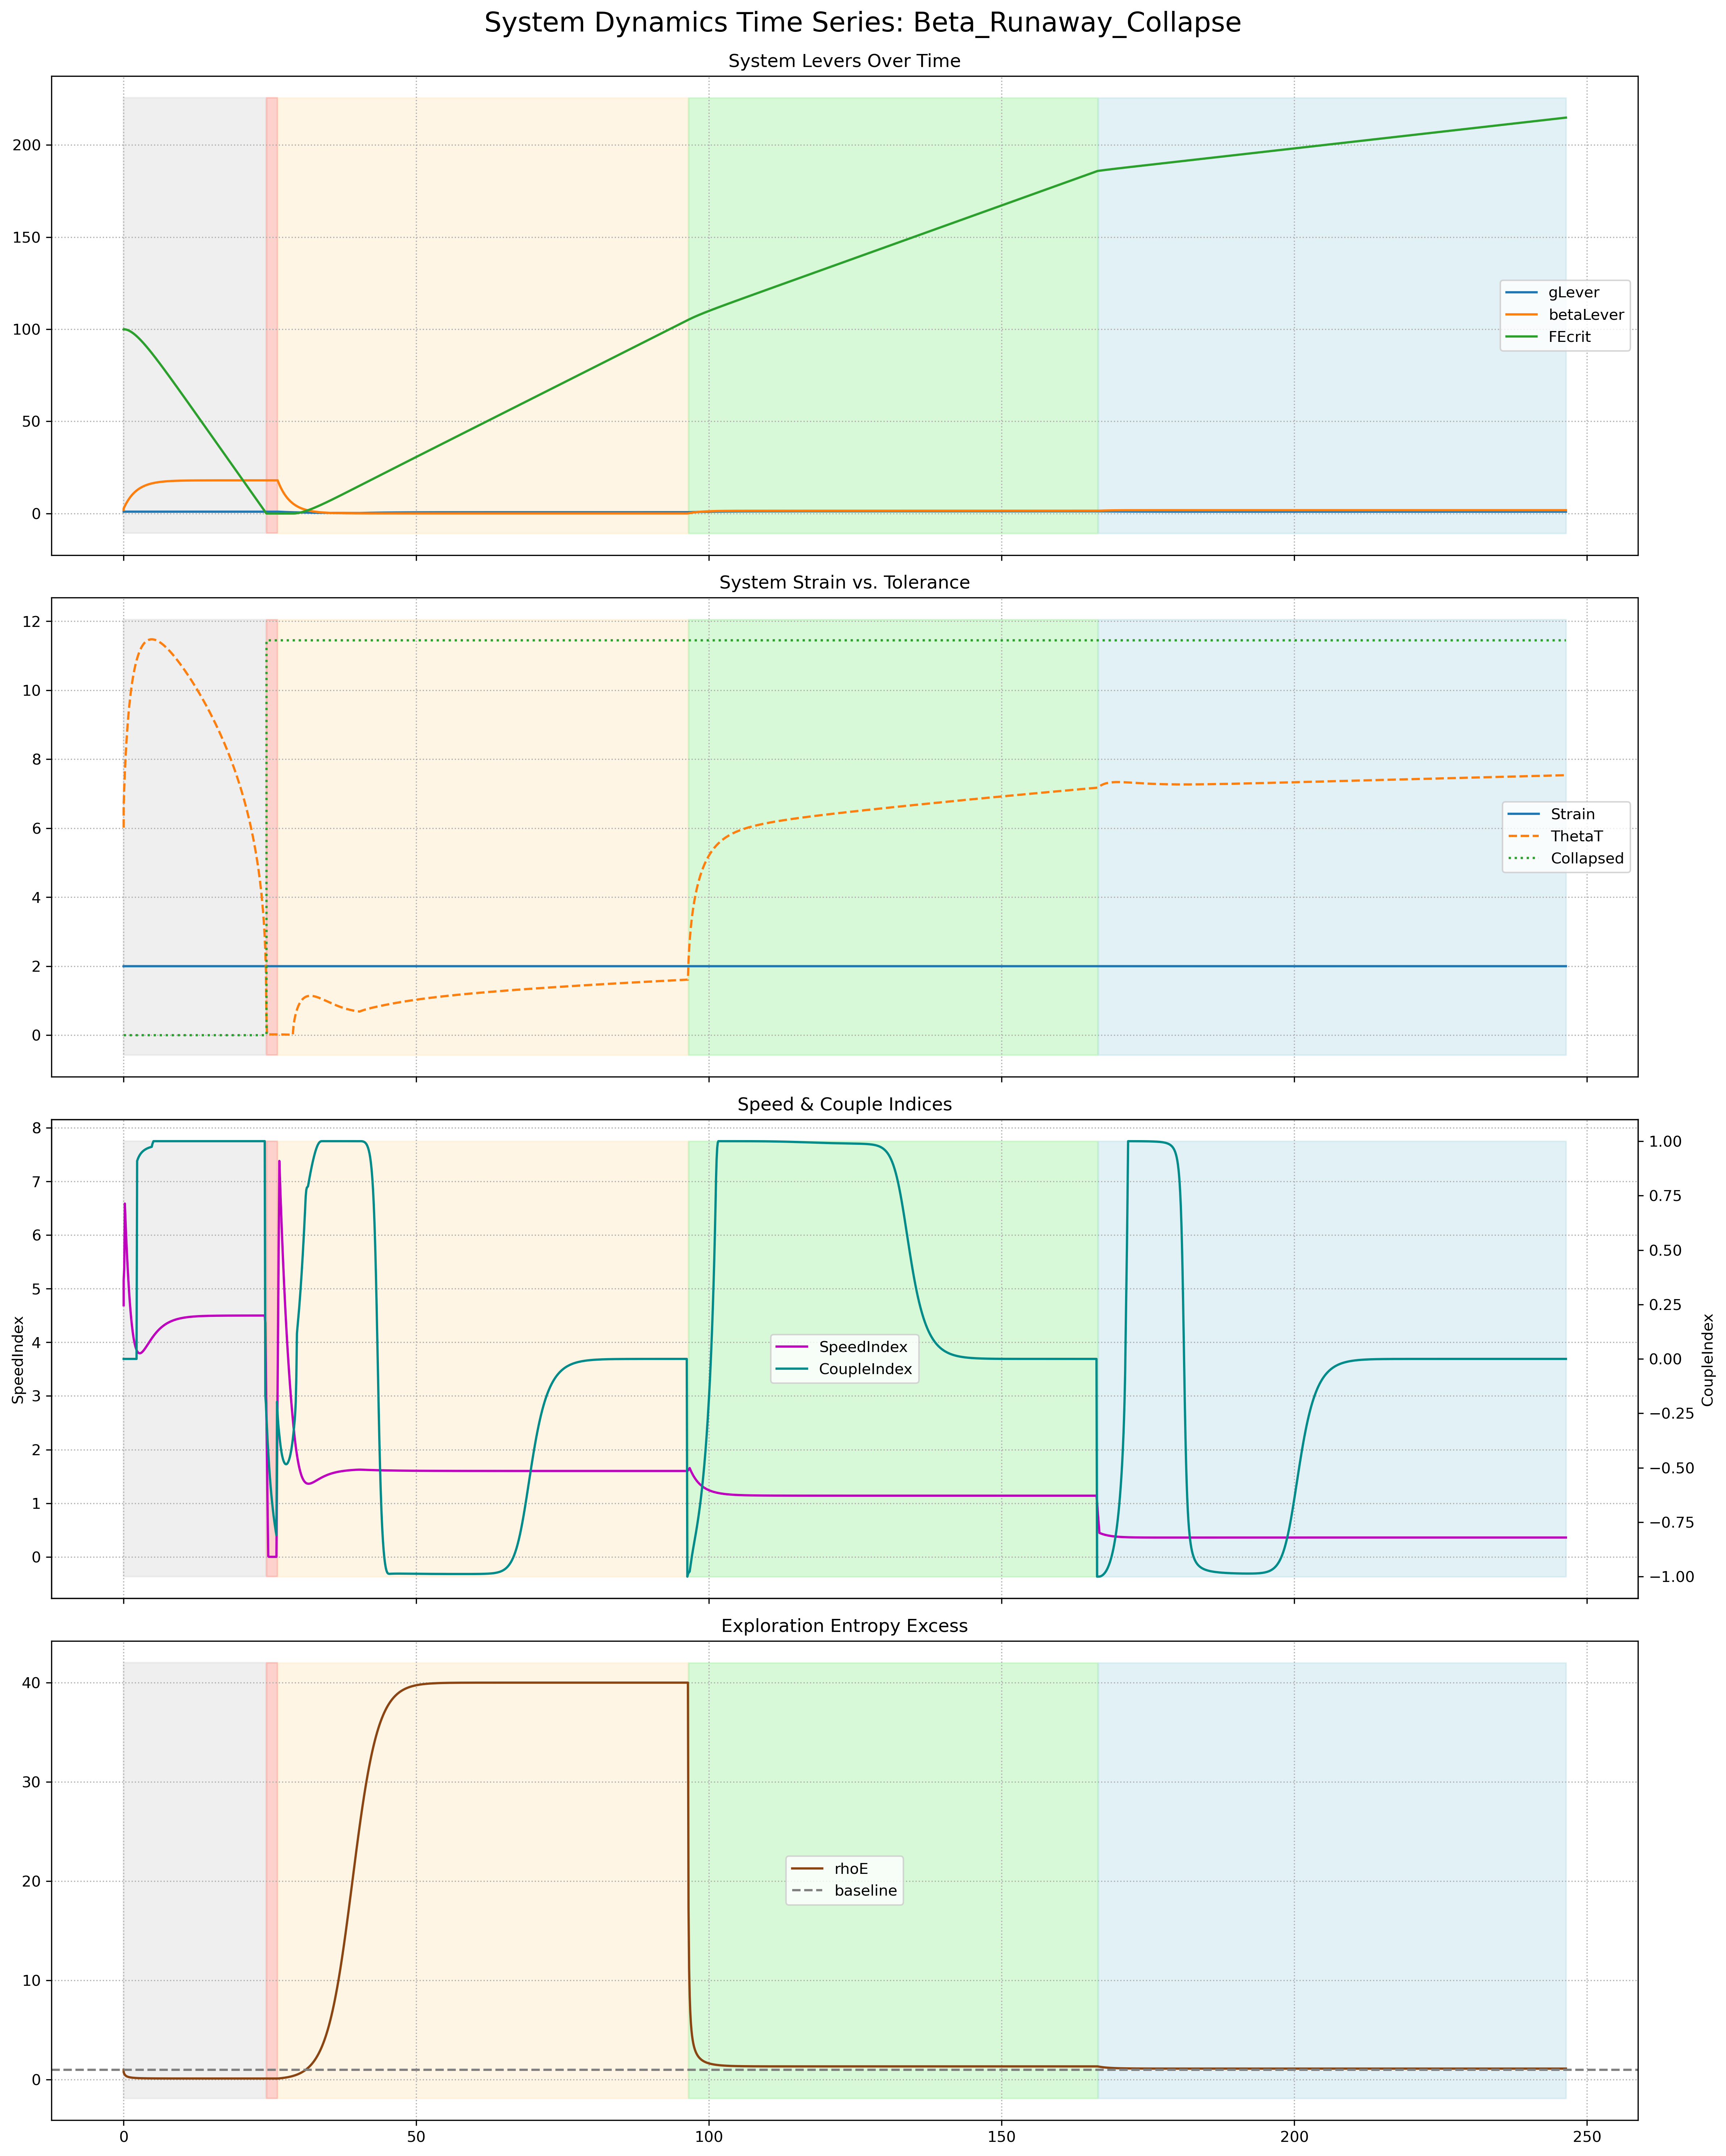 System Dynamics Time Series: Beta_Runaway_Collapse
System Levers Over Time
200
150
100
50
0
gLever
betaLever
FEcrit
System Strain vs. Tolerance
12
10
8
6
4
2
0
Strain
ThetaT
Collapsed
Speed & Couple Indices
8
7
6
5
4
3
2
1
0
SpeedIndex
1.00
0.75
0.50
0.25
0.00
−0.25
−0.50
−0.75
−1.00
CoupleIndex
SpeedIndex
CoupleIndex
Exploration Entropy Excess
40
30
20
10
0
rhoE
baseline
0 50 100 150 200 250